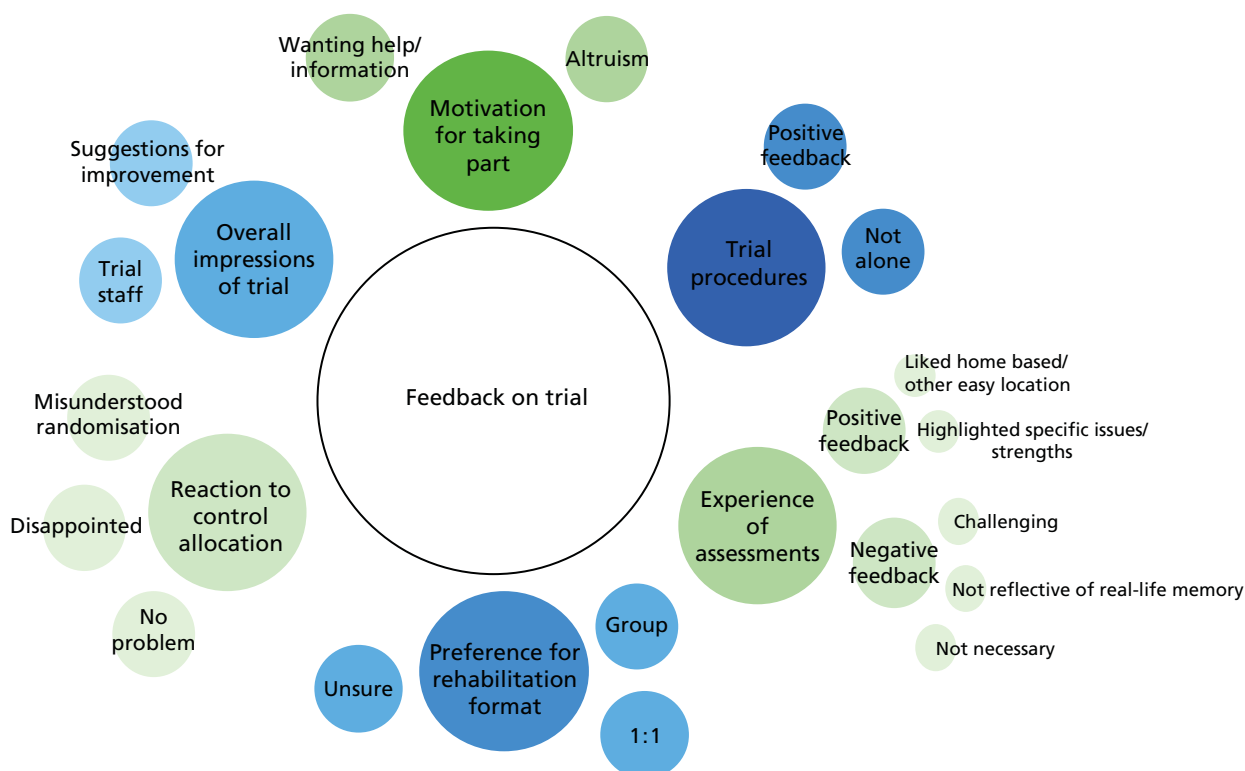 Wanting help/
information
Altruism
Motivation
for taking
part
Positive
feedback
Suggestions for
improvement
Overall
impressions
of trial
Trial
procedures
Not
alone
Trial
staff
Liked home based/
other easy location
Misunderstood
randomisation
Feedback on trial
Positive
feedback
Highlighted specific issues/
strengths
Reaction to
control
allocation
Disappointed
Experience
of
assessments
Challenging
Negative
feedback
Not reflective of real-life memory
No
problem
Group
Not necessary
Preference for
rehabilitation
format
Unsure
1:1